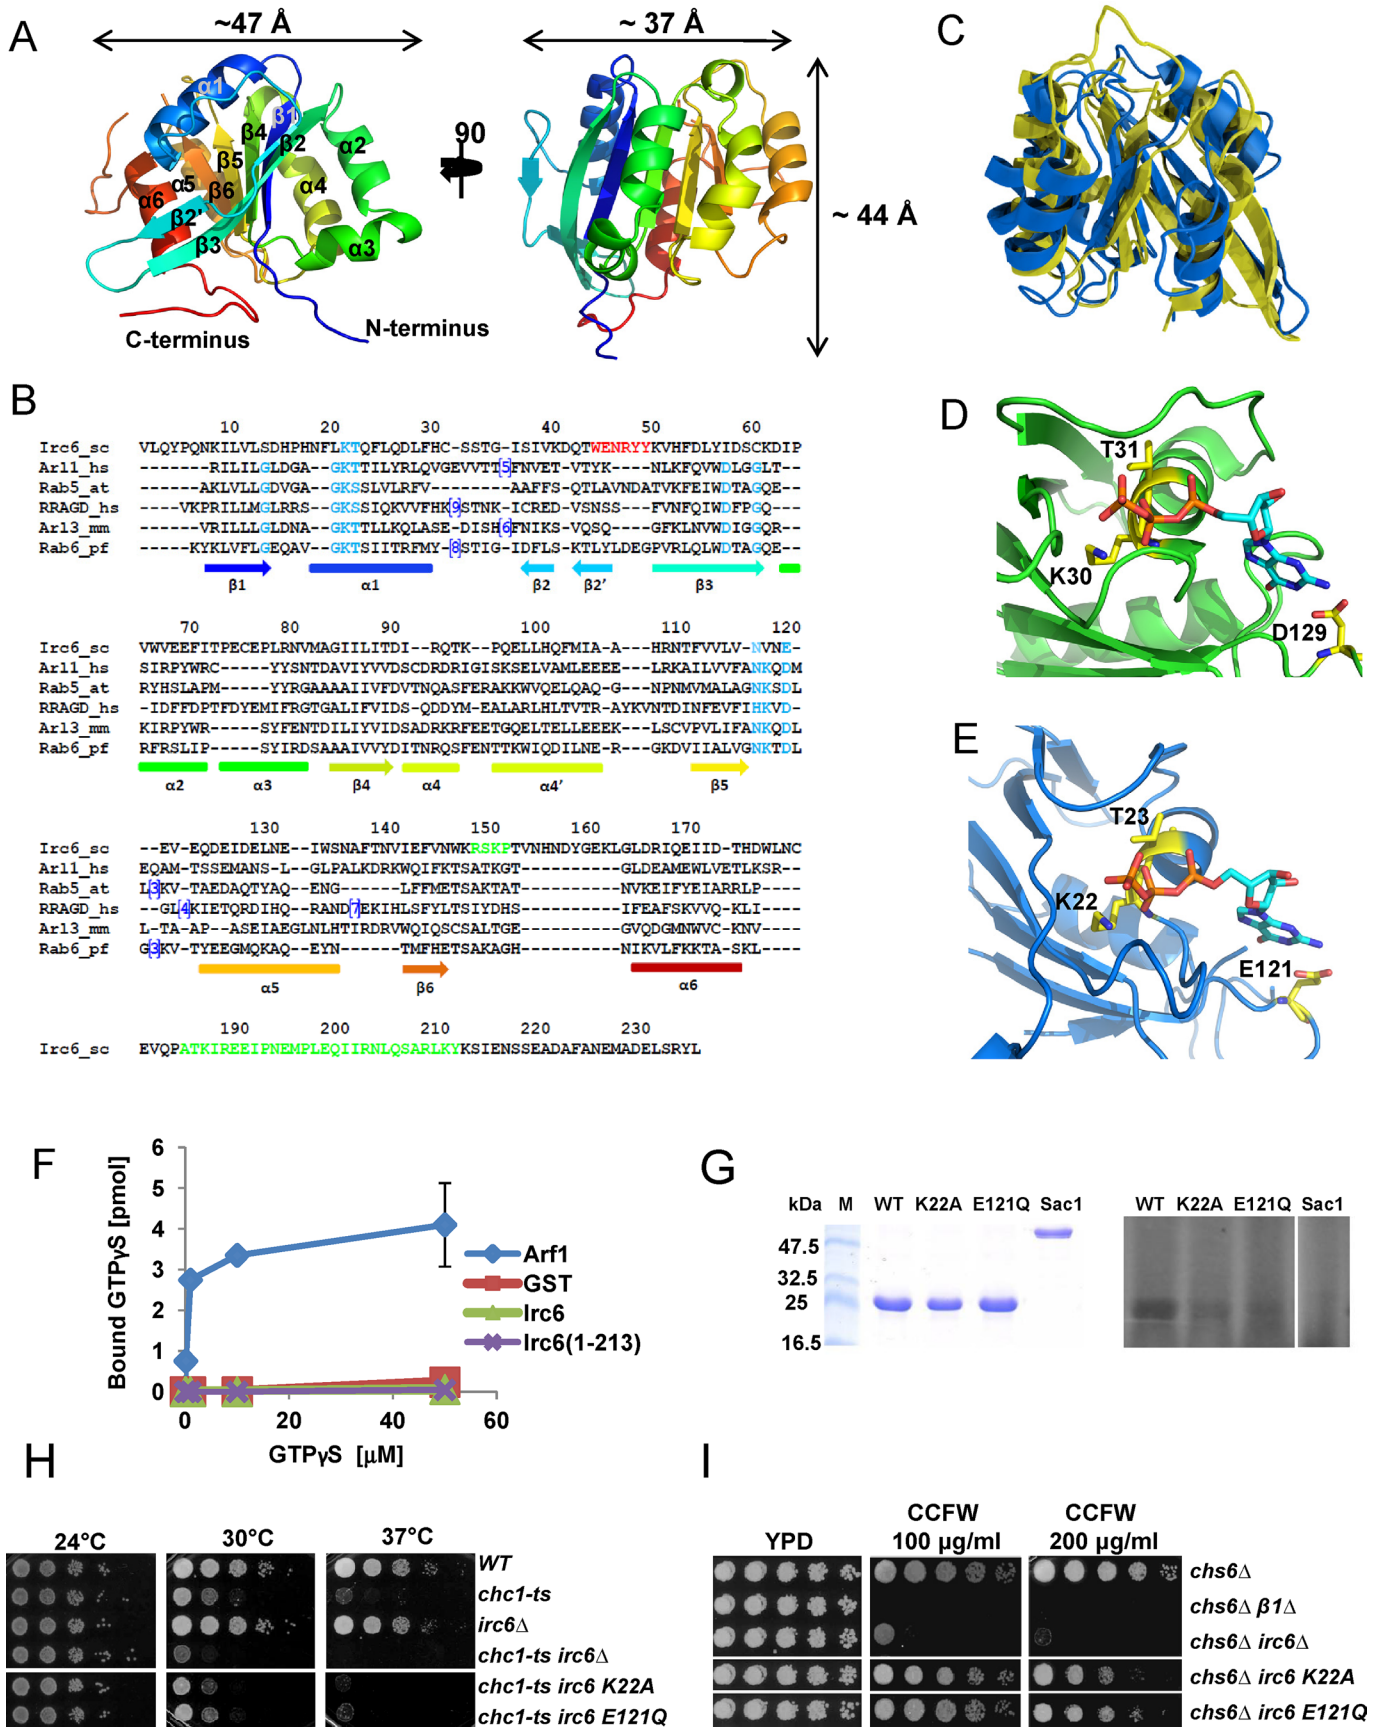 A
~47 Å
~ 37 Å
C
α1
β1
β4
β2
α2
β5
α5
β6
α4
α6
β2'
β3
α3
90
~ 44 Å
C-terminus
N-terminus
B
10 20 30 40 50 60
Irc6_sc VLQYPQNKILVLSDHPHNFLKTQFLQDLFHC-SSTG-ISIVKDQTWENRYYKVHFDLYIDSCKDIP
Arl1_hs -------RILILGLDGA--GKTTILYRLQVGEVVTT[5]FNVET-VTYK----NLKFQVWDLGGLT-
Rab5_at ------AKLVLLGDVGA--GKSSLVLRFV--------AAFFS-QTLAVNDATVKFEIWDTAGQE--
RRAGD_hs ----VKPRILLMGLRRS--GKSSIQKVVFHK[9]STNK-ICRED-VSNSS--FVNFQIWDFPGQ---
Arl3_mm ------VRILLLGLDNA--GKTTLLKQLASE-DISH[6]FNIKS-VQSQ---GFKLNVWDIGGQR--
Rab6_pf -----KYKLVFLGEQAV--GKTSIITRFMY-[8]STIG-IDFLS-KTLYLDEGPVRLQLWDTAGQE--
β1 α1 β2 β2' β3
70 80 90 100 110 120
Irc6_sc VWVEEFITPECEPLRNVMAGIILITDI--RQTK--PQELLHQFMIA-A---HRNTFVVLV-NVNE-
Arl1_hs SIRPYWRC-----YYSNTDAVIYVVDSCDRDRIGISKSELVAMLEEEE---LRKAILVVFANKQDM
Rab5_at RYHSLAPM-----YYRGAAAAIIVFDVTNQASFERAKKWVQELQAQ-G---NPNMVMALAGNKSDL
RRAGD_hs -IDFFDPTFDYEMIFRGTGALIFVIDS-QDDYM-EALARLHLTVTR-AYKVNTDINFEVFIHKVD-
Arl3_mm KIRPYWR------SYFENTDILIYVIDSADRKRFEETGQELTELLEEEK---LSCVPVLIFANKQDL
Rab6_pf RFRSLIP------SYIRDSAAAIVVYDITNRQSFENTTKWIQDILNE-R---GKDVIIALVGNKTDL
α2 α3 β4 α4 α4' β5
130 140 150 160 170
Irc6_sc --EV-EQDEIDELNE--IWSNAFTNVIEFVNWKRSKPTVNHNDYGEKLGLDRIQEIID-THDWLNC
Arl1_hs EQAM-TSSEMANS-L--GLPALKDRKWQIFKTSATKGT-------GLDEAMEWLVETLKSR--
Rab5_at L[3]KV-TAEDAQTYAQ--ENG----LFFMETSAKTAT-------NVKEIFYEIARRLP---
RRAGD_hs --GL[4]KIETQRDIHQ--RAND[7]EKIHLSFYLTSIYDHS-------IFEAFSKVVQ-KLI----
Arl3_mm L-TA-AP--ASEIAEGLNLHTIRDRVWQIQSCSALTGE-------GVQDGMNWVC-KNV----
Rab6_pf G[3]KV-TYEEGMQKAQ--EYN-----TMFHETSAKAGH-------NIKVLFKKTA-SKL----
α5 β6 α6
190 200 210 220 230
Irc6_sc EVQPATKIREEIPNEMPLEQIIRNLQSARLKYKSIENSSEADAFANEMADELSRYL
D
T31
K30
D129
E
T23
K22
E121
F
Bound GTPγS [pmol]
6
5
4
3
2
1
0
0 20 40 60
GTPγS [µM]
Arf1
GST
Irc6
Irc6(1-213)
G
kDa M WT K22A E121Q Sac1
47.5
32.5
25
16.5
WT K22A E121Q Sac1
H
24°C 30°C 37°C
WT
chc1-ts
irc6Δ
chc1-ts irc6Δ
chc1-ts irc6 K22A
chc1-ts irc6 E121Q
I
YPD
CCFW
100 µg/ml
CCFW
200 µg/ml
chs6Δ
chs6Δ β1Δ
chs6Δ irc6Δ
chs6Δ irc6 K22A
chs6Δ irc6 E121Q